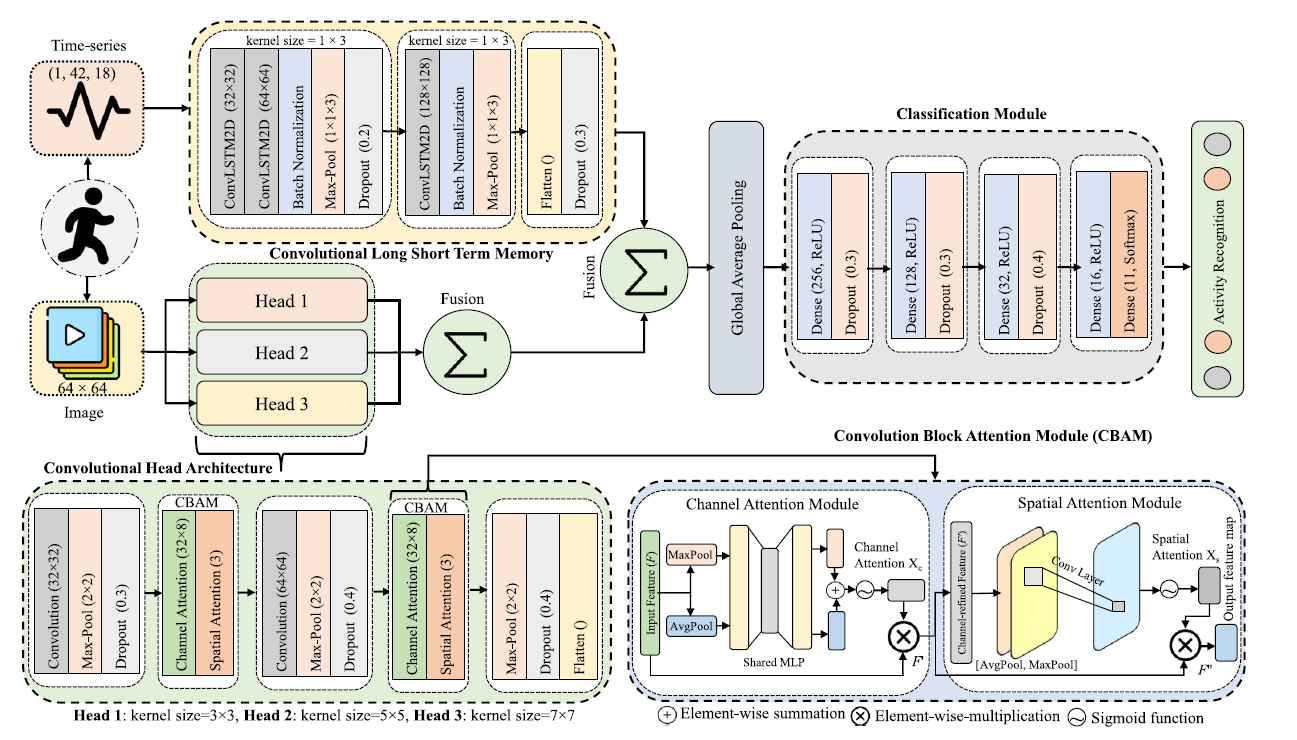 Time-series
(1, 42, 18)
kernel size = 1 × 3
ConvLSTM2D (32×32)
ConvLSTM2D (64×64)
Batch Normalization
Max-Pool (1×1×3)
Dropout (0.2)
kernel size = 1 × 3
ConvLSTM2D (128×128)
Batch Normalization
Max-Pool (1×1×3)
Flatten ()
Dropout (0.3)
Convolutional Long Short Term Memory
64 × 64
Image
Head 1
Head 2
Head 3
Fusion
Σ
Fusion
Σ
Global Average Pooling
Classification Module
Dense (256, ReLU)
Dropout (0.3)
Dense (128, ReLU)
Dropout (0.3)
Dense (32, ReLU)
Dropout (0.4)
Dense (16, ReLU)
Dense (11, Softmax)
Activity Recognition
Convolutional Head Architecture
Convolution (32×32)
Max-Pool (2×2)
Dropout (0.3)
CBAM
Channel Attention (32×8)
Spatial Attention (3)
Convolution (64×64)
Max-Pool (2×2)
Dropout (0.4)
CBAM
Channel Attention (32×8)
Spatial Attention (3)
Max-Pool (2×2)
Dropout (0.4)
Flatten ()
Head 1: kernel size=3×3, Head 2: kernel size=5×5, Head 3: kernel size=7×7
Convolution Block Attention Module (CBAM)
Channel Attention Module
Input Feature (F)
MaxPool
AvgPool
Shared MLP
Channel
Attention Xc
F'
Spatial Attention Module
Channel-refined Feature (F')
[AvgPool, MaxPool]
Conv Layer
Spatial
Attention Xs
Output feature map
F"
Element-wise summation
Element-wise-multiplication
Sigmoid function